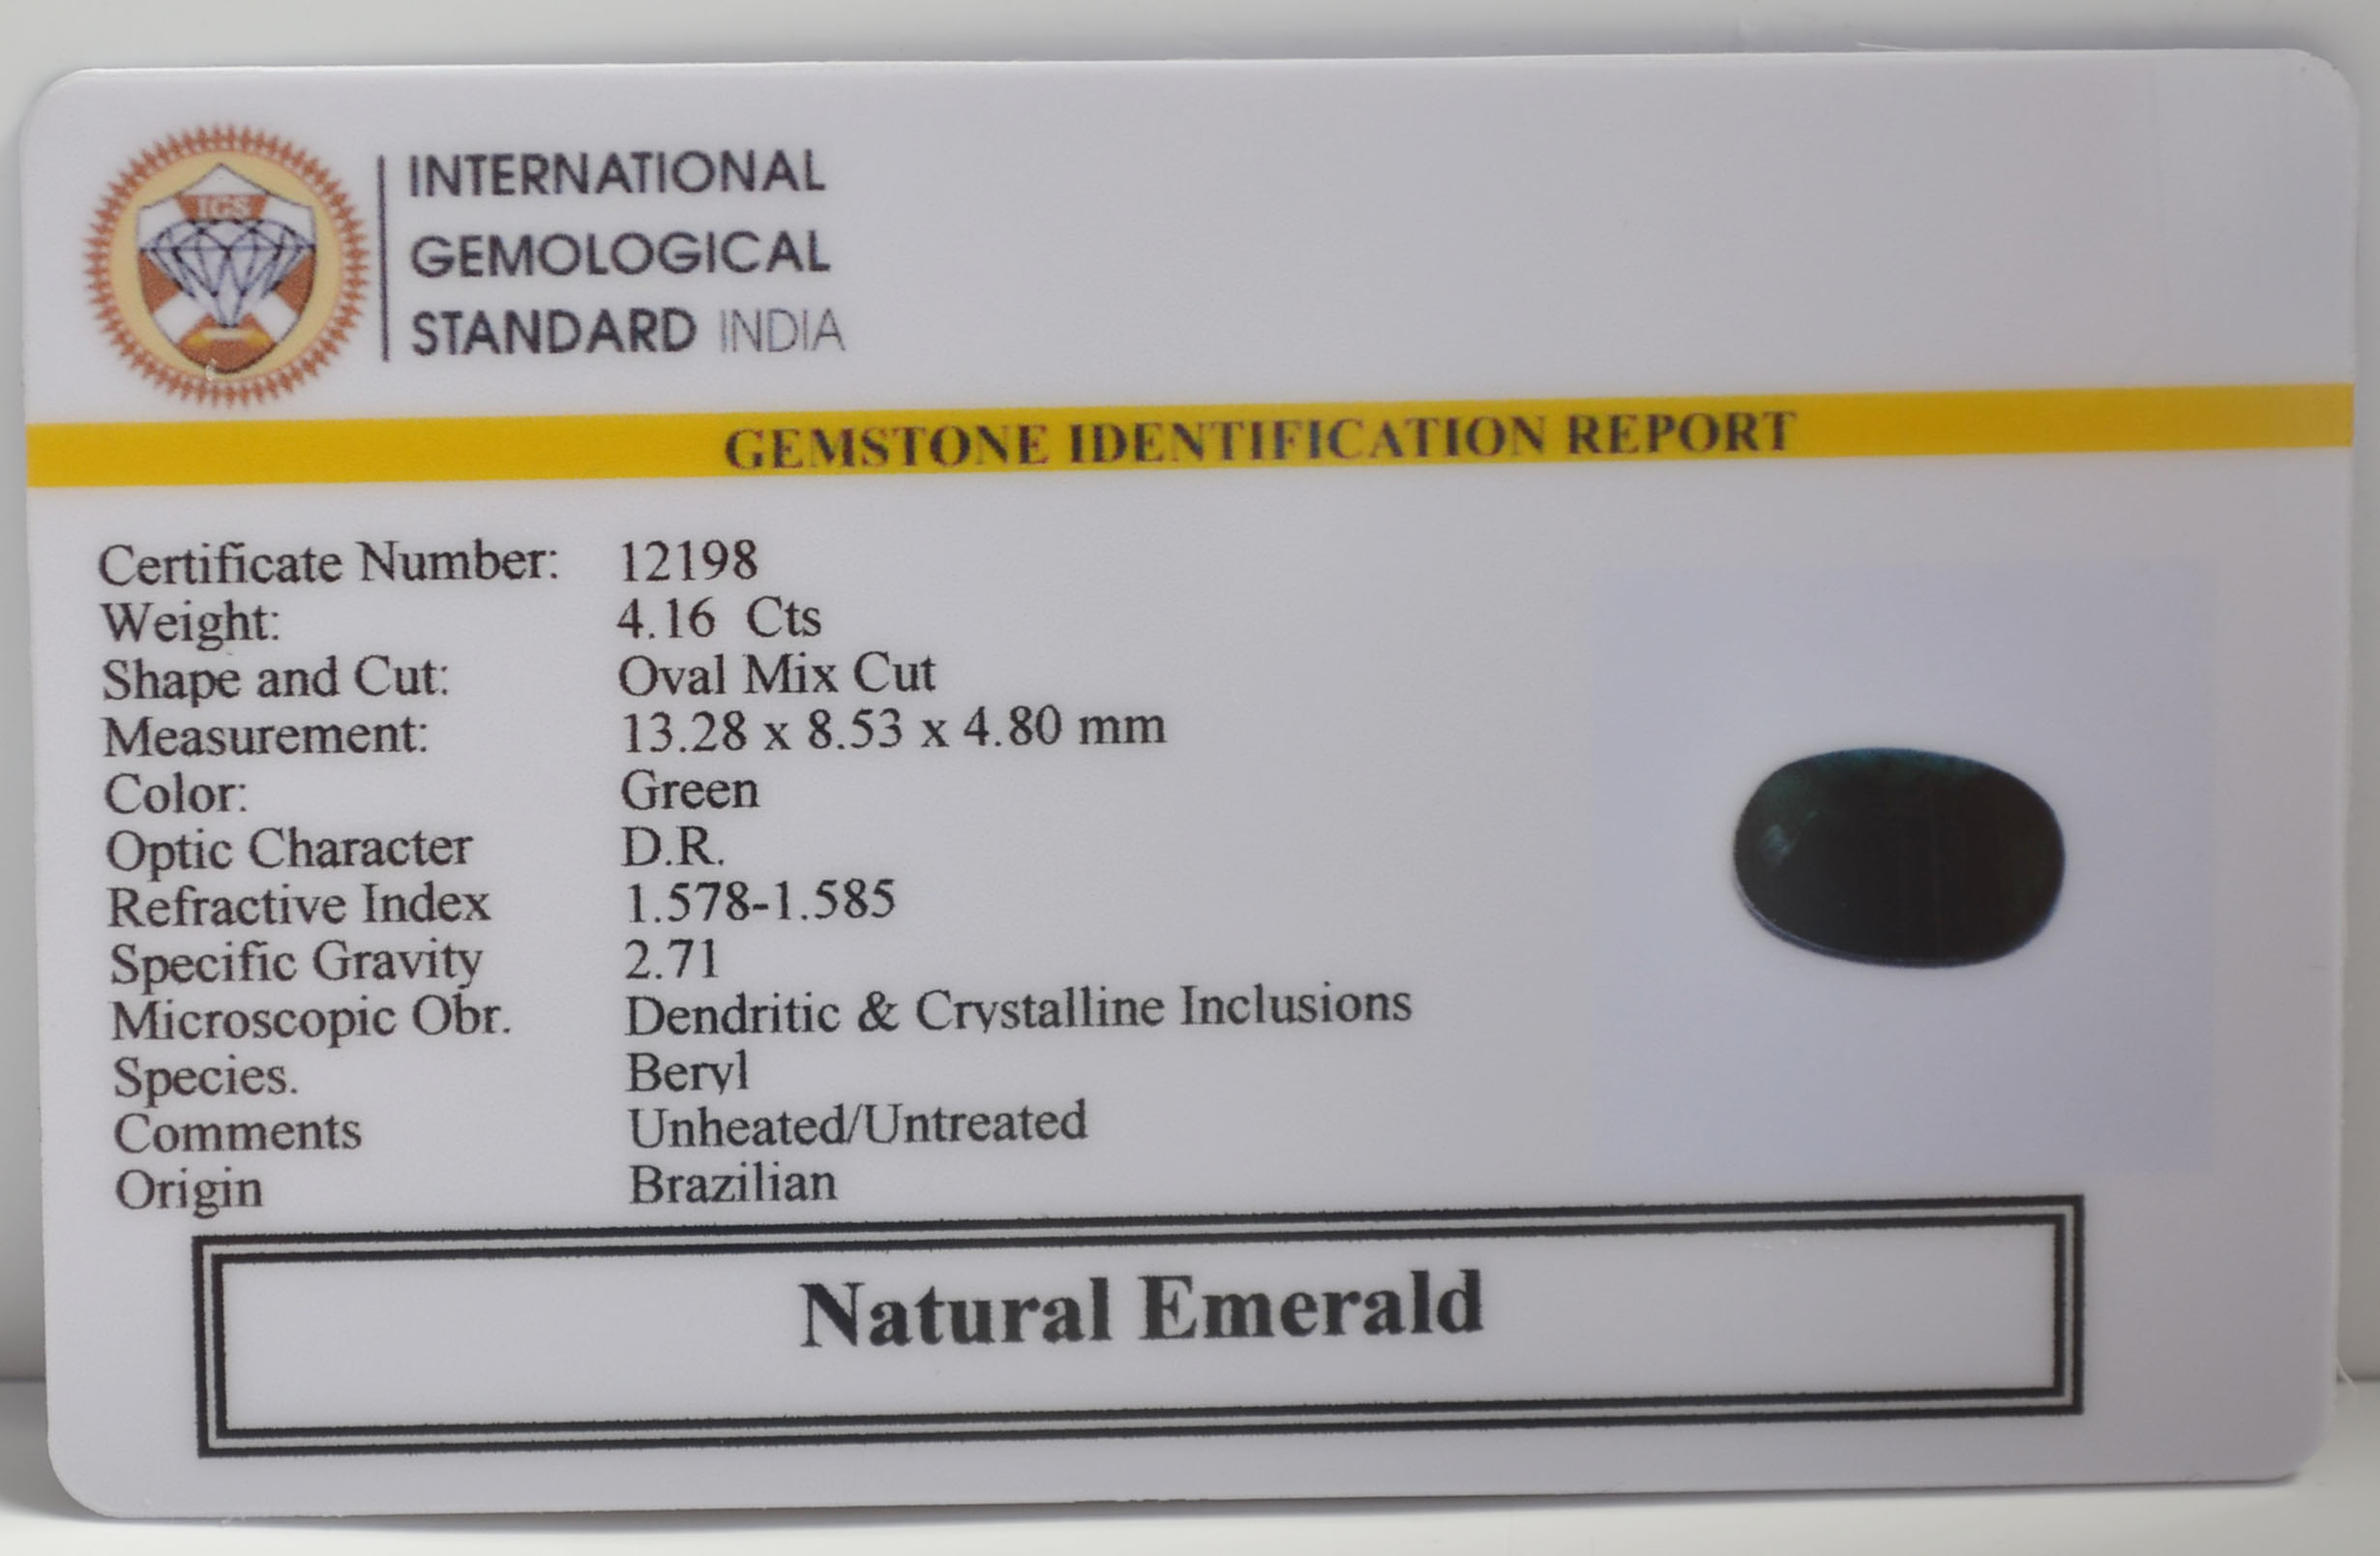 IGS
INTERNATIONAL
GEMOLOGICAL
STANDARD INDIA
GEMSTONE IDENTIFICATION REPORT
Certificate Number: 12198
Weight: 4.16 Cts
Shape and Cut: Oval Mix Cut
Measurement: 13.28 x 8.53 x 4.80 mm
Color: Green
Optic Character D.R.
Refractive Index 1.578-1.585
Specific Gravity 2.71
Microscopic Obr. Dendritic & Crystalline Inclusions
Species. Beryl
Comments Unheated/Untreated
Origin Brazilian
Natural Emerald